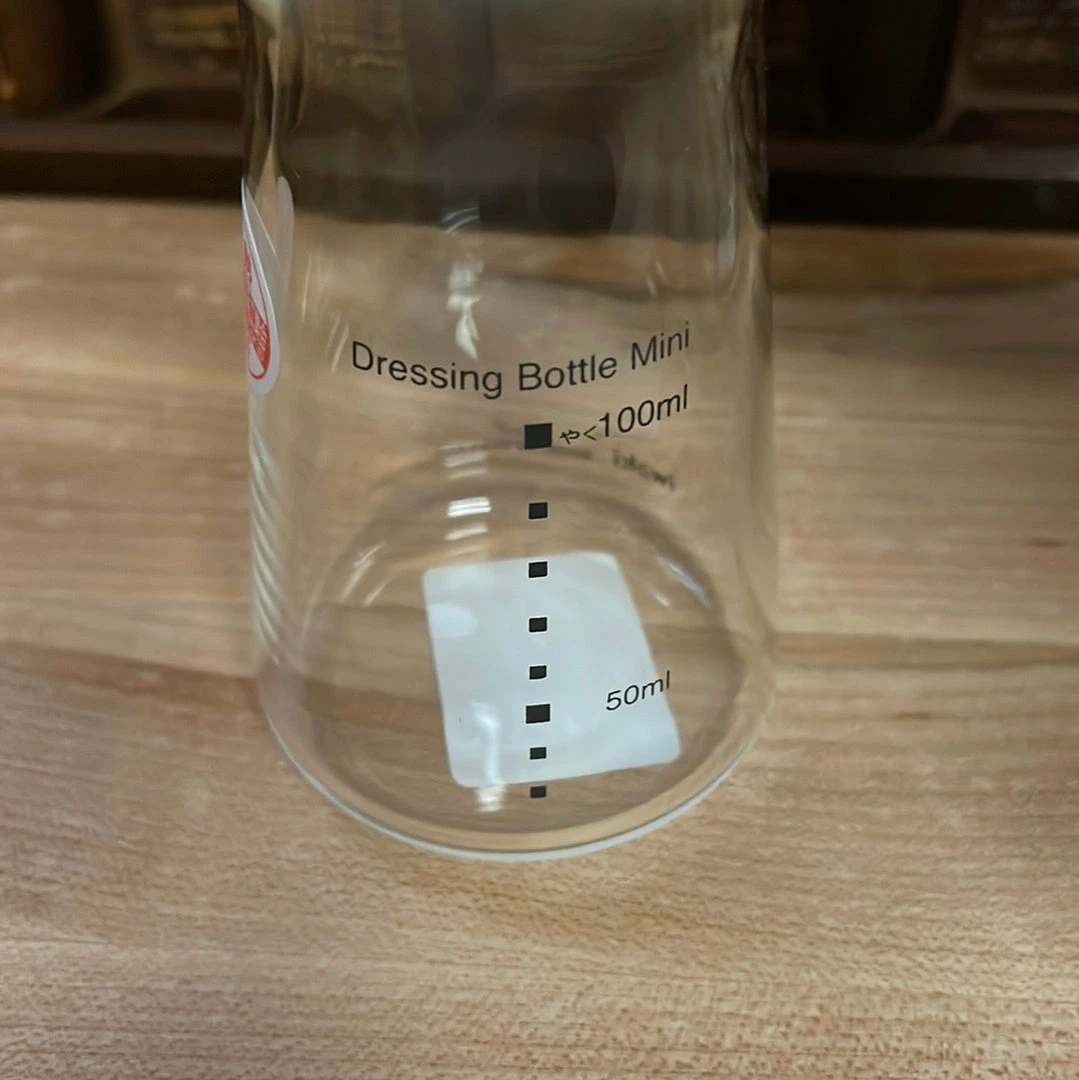 Dressing Bottle Mini
やく100ml
50ml